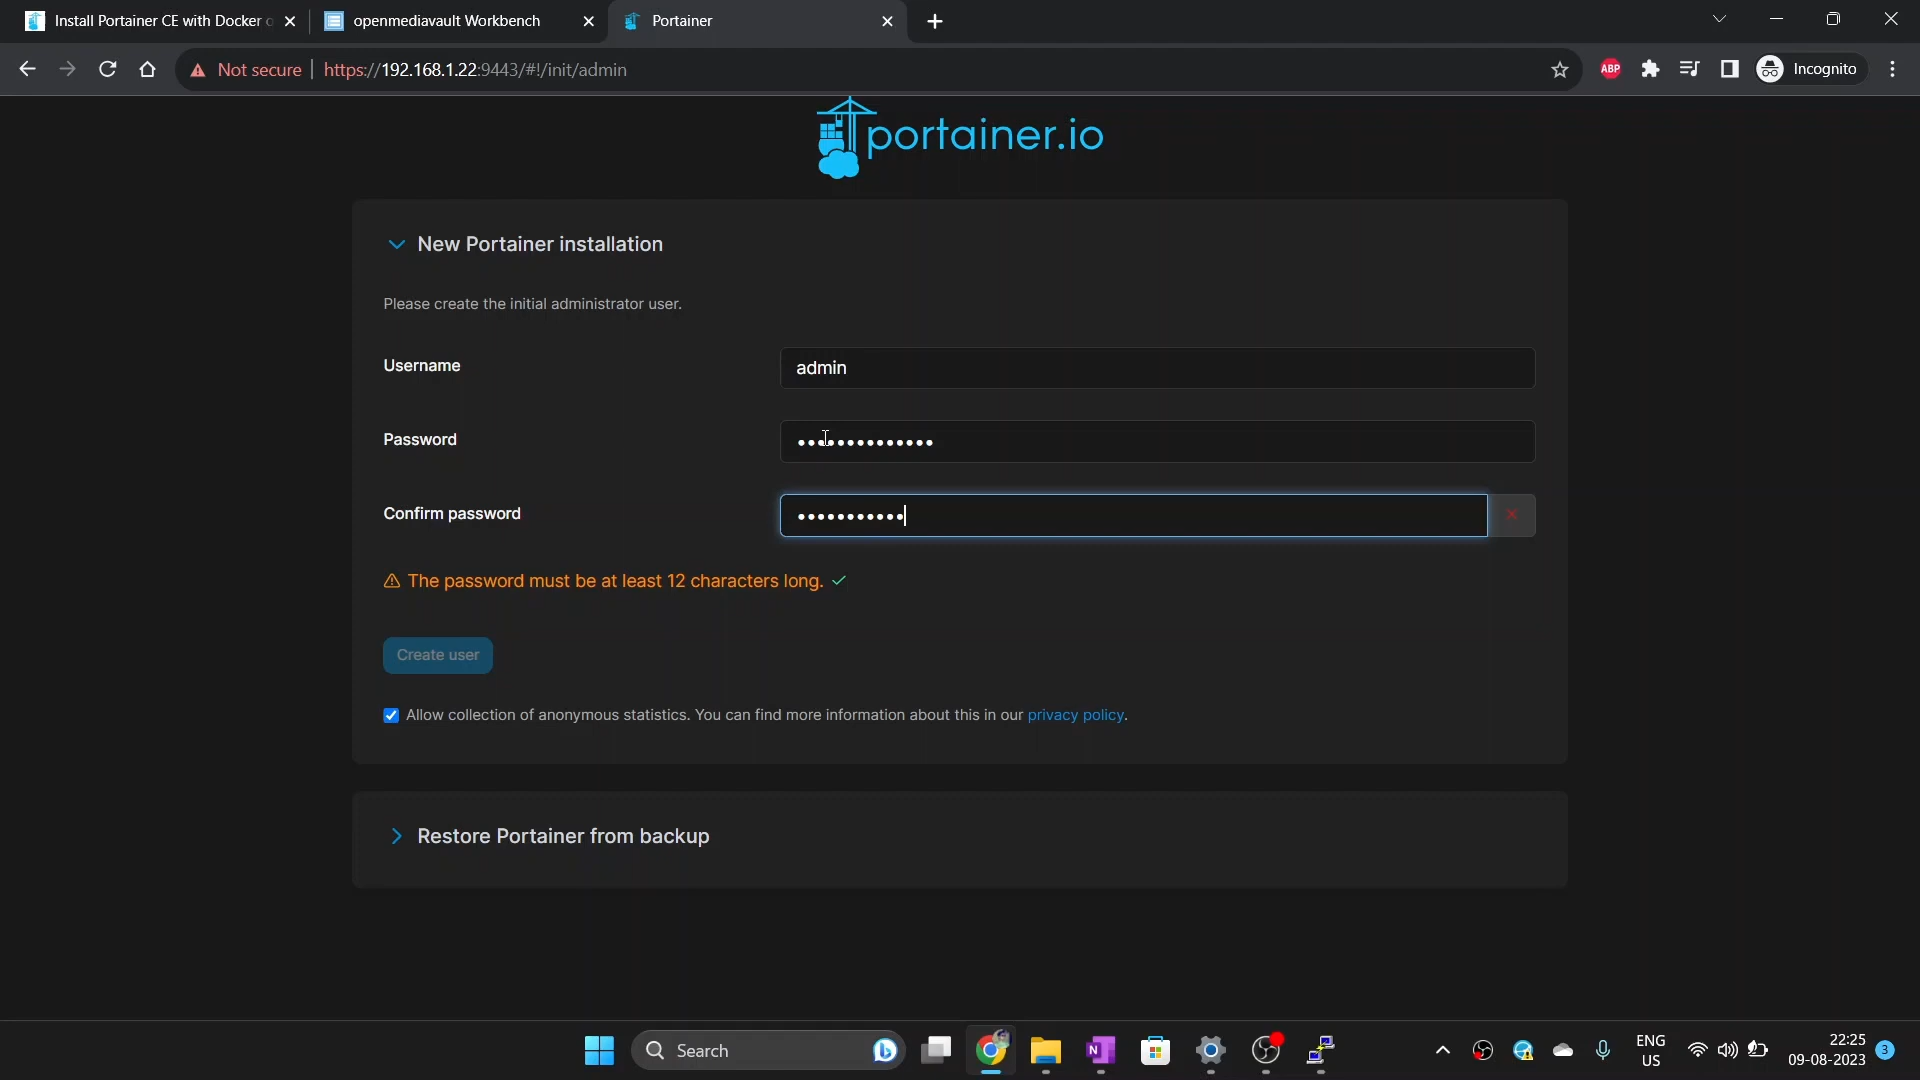 Install Portainer CE with Docker o
openmediavault Workbench
Portainer
Not secure
https://192.168.1.22:9443/#!/init/admin
ABP
Incognito
portainer.io
New Portainer installation
Please create the initial administrator user.
Username
admin
Password
••••••••••••••
Confirm password
•••••••••••
The password must be at least 12 characters long.
Create user
Allow collection of anonymous statistics. You can find more information about this in our privacy policy.
Restore Portainer from backup
Search
N
ENG
US
22:25
09-08-2023
3